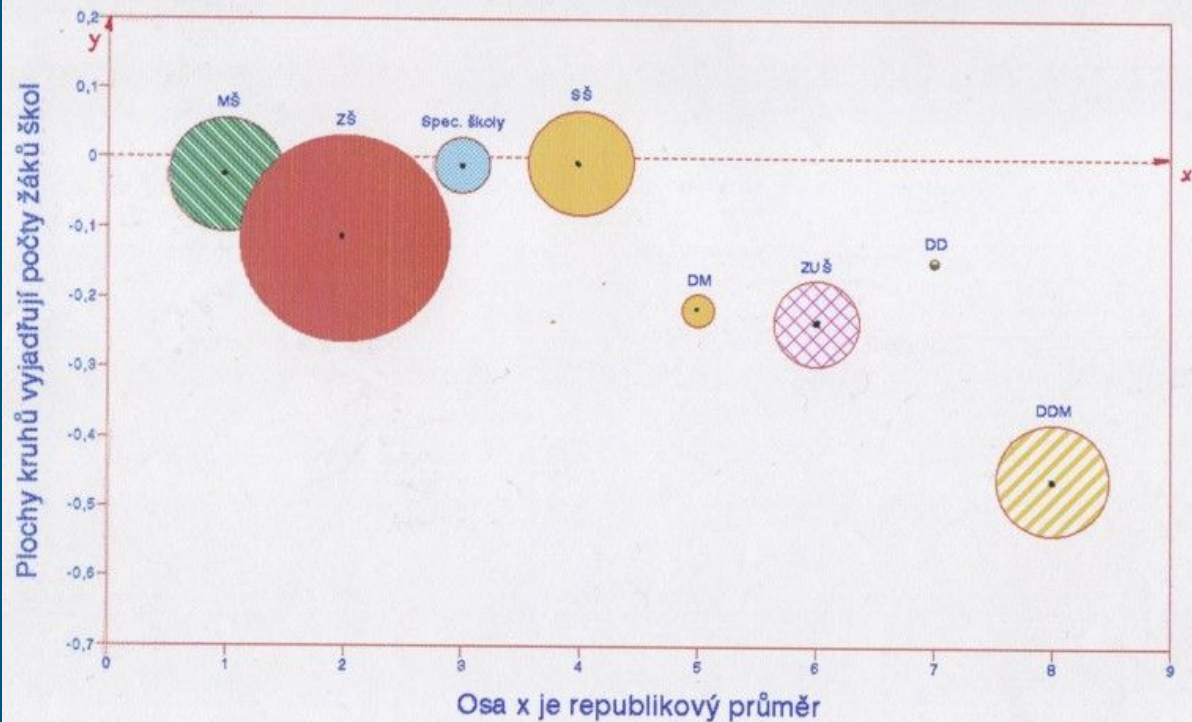 Plochy kruhů vyjadřují počty žáků škol
y
0,2
0,1
0
-0,1
-0,2
-0,3
-0,4
-0,5
-0,6
-0,7
MŠ
ZŠ
Spec. školy
SŠ
DM
ZUŠ
DD
DDM
x
0
1
2
3
4
5
6
7
8
9
Osa x je republikový průměr